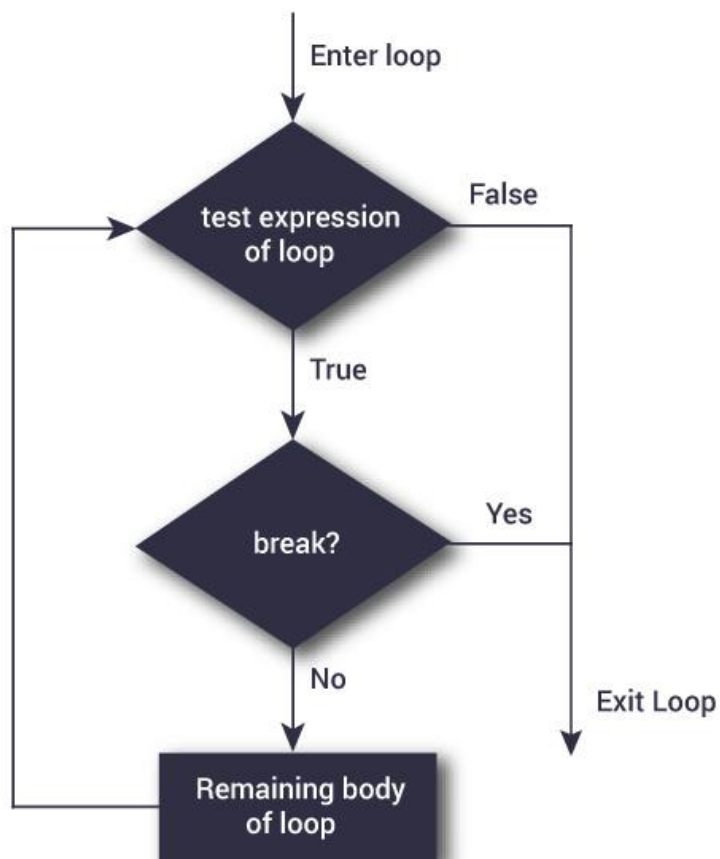 Enter loop
test expression
of loop
False
True
break?
Yes
No
Exit Loop
Remaining body
of loop